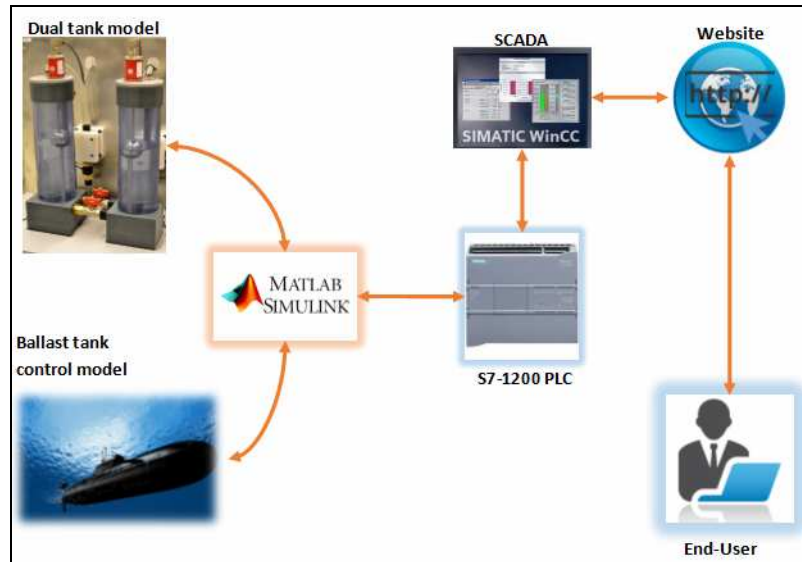 Dual tank model
SCADA
Website
SIMATIC WinCC
http://
MATLAB
SIMULINK
Ballast tank
control model
S7-1200 PLC
End-User